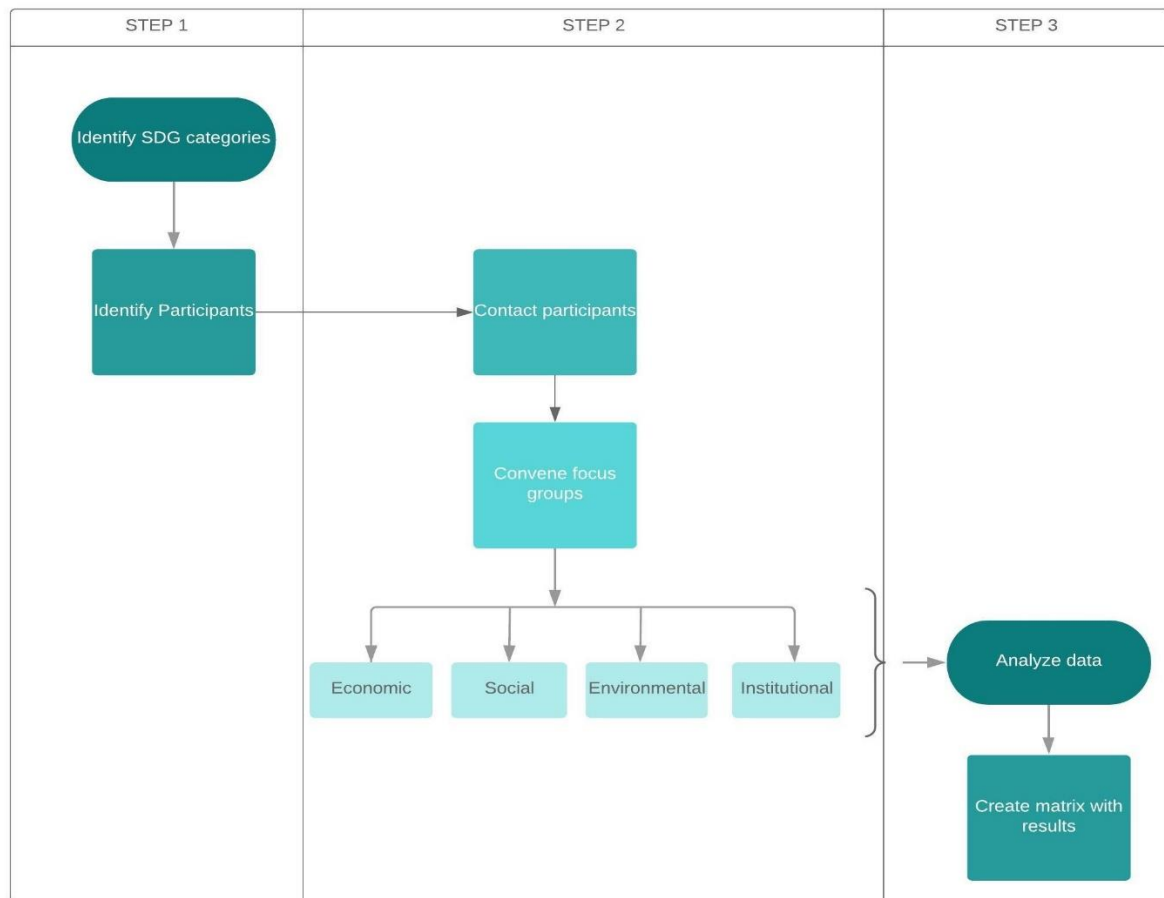 STEP 1
STEP 2
STEP 3
Identify SDG categories
Identify Participants
Contact participants
Convene focus
groups
Economic
Social
Environmental
Institutional
Analyze data
Create matrix with
results